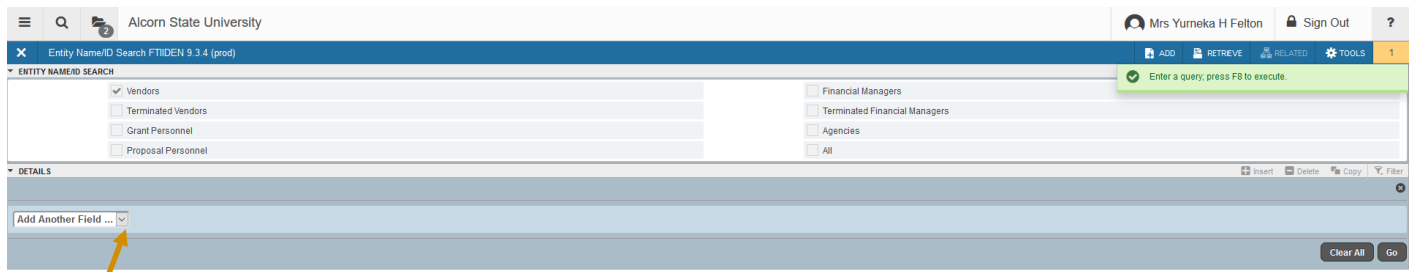 2
Alcorn State University
Mrs Yurneka H Felton
Sign Out
?
Entity Name/ID Search FTIIDEN 9.3.4 (prod)
ADD
RETRIEVE
RELATED
TOOLS
1
ENTITY NAME/ID SEARCH
Enter a query; press F8 to execute.
Vendors
Financial Managers
Terminated Vendors
Terminated Financial Managers
Grant Personnel
Agencies
Proposal Personnel
All
DETAILS
Insert
Delete
Copy
Filter
Add Another Field ...
Clear All
Go